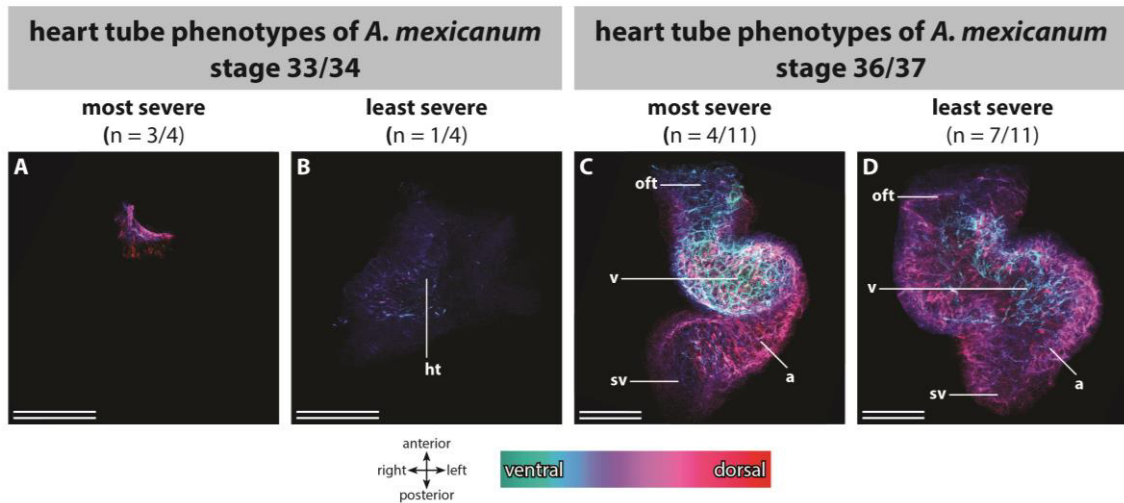 heart tube phenotypes of A. mexicanum
stage 33/34
heart tube phenotypes of A. mexicanum
stage 36/37
most severe
(n = 3/4)
least severe
(n = 1/4)
most severe
(n = 4/11)
least severe
(n = 7/11)
A
B
ht
C
oft
v
a
sv
D
oft
v
a
sv
anterior
right left
posterior
ventral dorsal